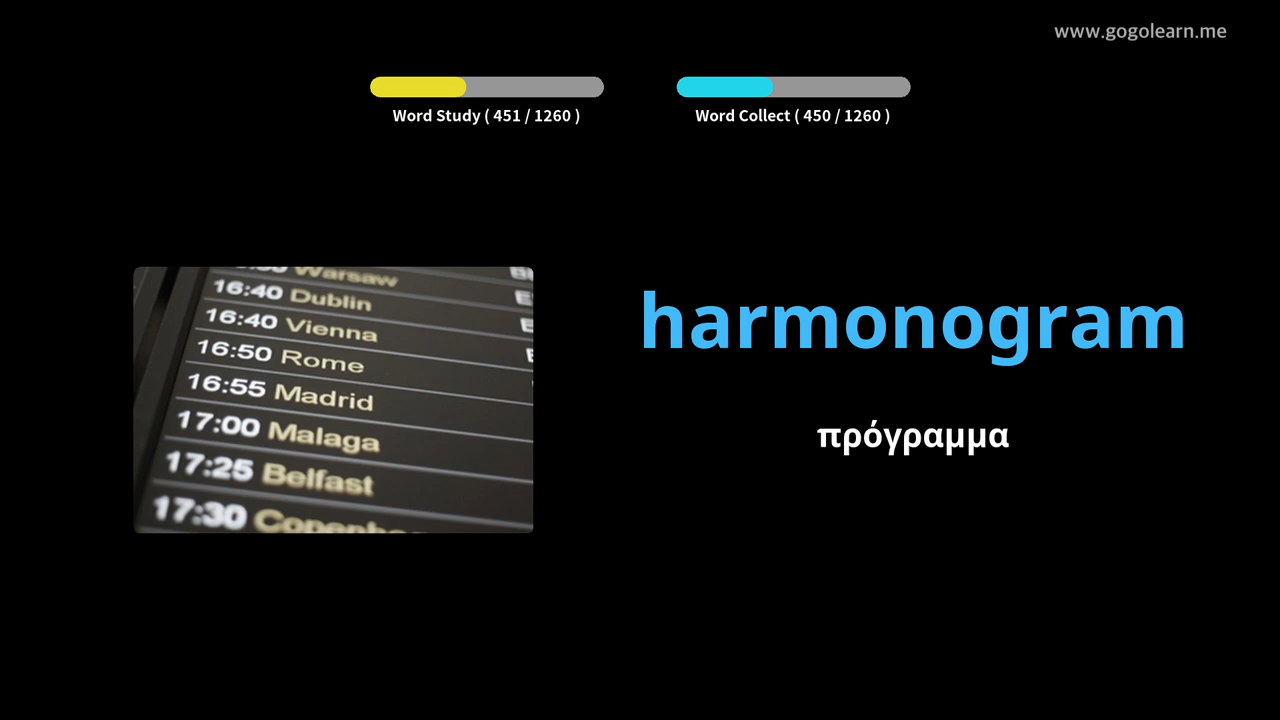 www.gogolearn.me
Word Study ( 451 / 1260 )
Word Collect ( 450 / 1260 )
Warsaw
16:40 Dublin
16:40 Vienna
16:50 Rome
16:55 Madrid
17:00 Malaga
17:25 Belfast
17:30
harmonogram
πρόγραμμα